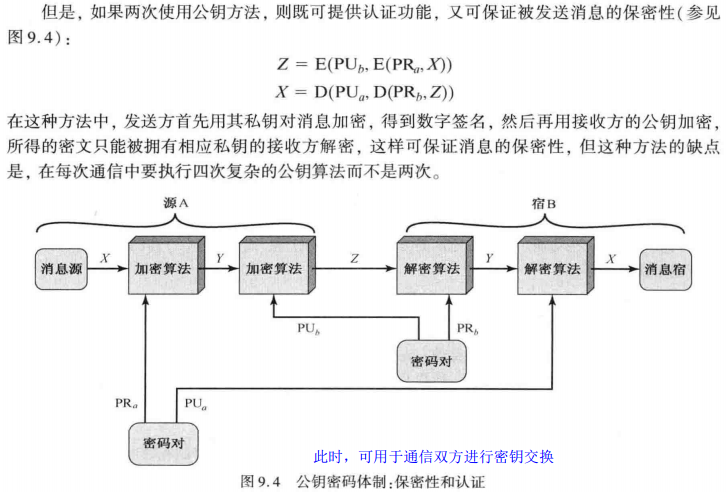 但是，如果两次使用公钥方法，则既可提供认证功能，又可保证被发送消息的保密性(参见
图9.4)：
Z = E(PU_b, E(PR_a, X))
X = D(PU_a, D(PR_b, Z))
在这种方法中，发送方首先用其私钥对消息加密，得到数字签名，然后再用接收方的公钥加密，
所得的密文只能被拥有相应私钥的接收方解密，这样可保证消息的保密性，但这种方法的缺点
是，在每次通信中要执行四次复杂的公钥算法而不是两次。
源A
宿B
消息源
X
加密算法
Y
加密算法
Z
解密算法
Y
解密算法
X
消息宿
PU_b
PR_b
密码对
PR_a
PU_a
密码对
此时，可用于通信双方进行密钥交换
图9.4 公钥密码体制:保密性和认证